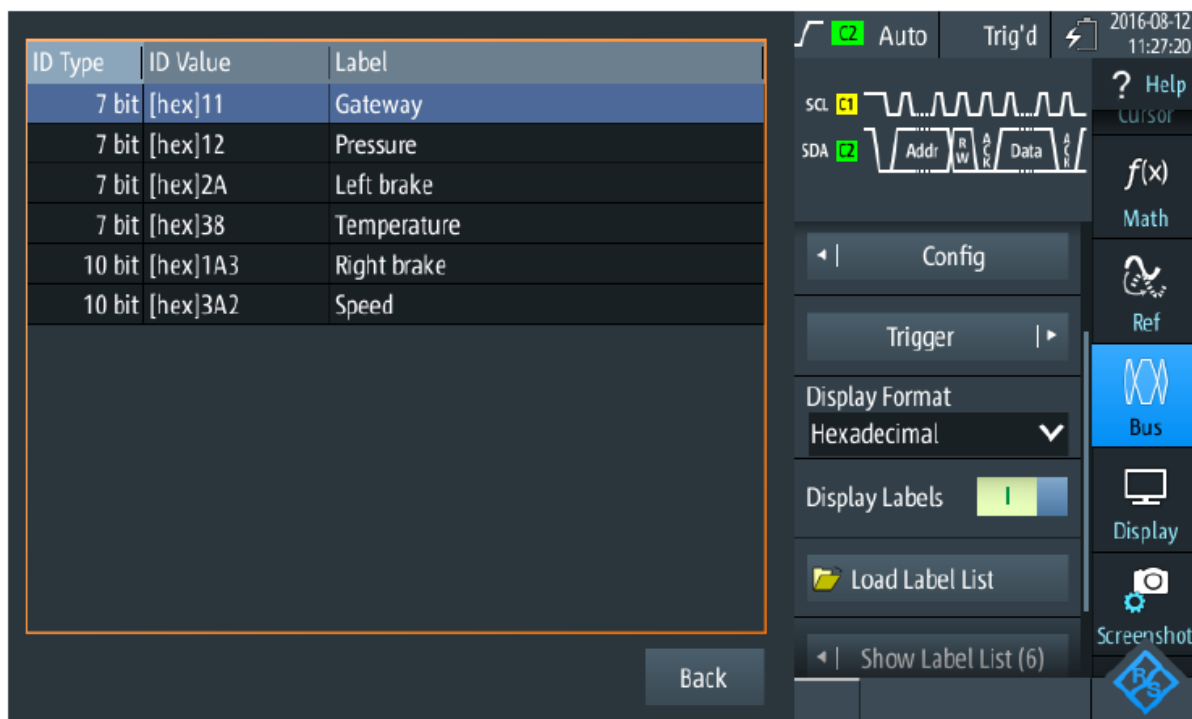 ID Type ID Value Label
7 bit [hex]11 Gateway
7 bit [hex]12 Pressure
7 bit [hex]2A Left brake
7 bit [hex]38 Temperature
10 bit [hex]1A3 Right brake
10 bit [hex]3A2 Speed
Back
C2 Auto Trig'd
2016-08-12
11:27:20
SCL C1
SDA C2 Addr RW ACK Data ACK
Config
Trigger
Display Format
Hexadecimal
Display Labels I
Load Label List
Show Label List (6)
? Help
Cursor
f(x)
Math
Ref
Bus
Display
Screenshot
R&S